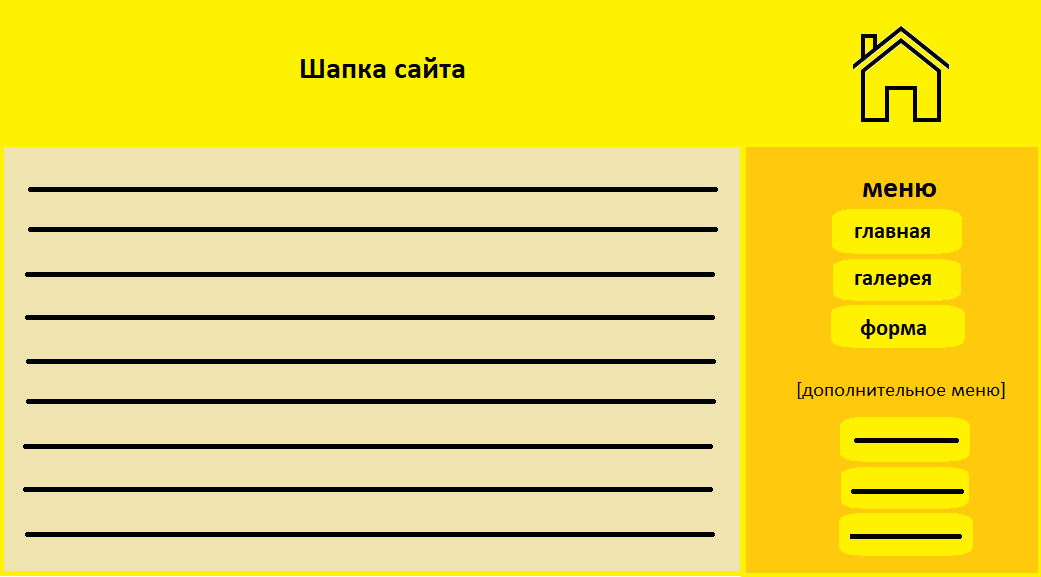 Шапка сайта
меню
главная
галерея
форма
[дополнительное меню]